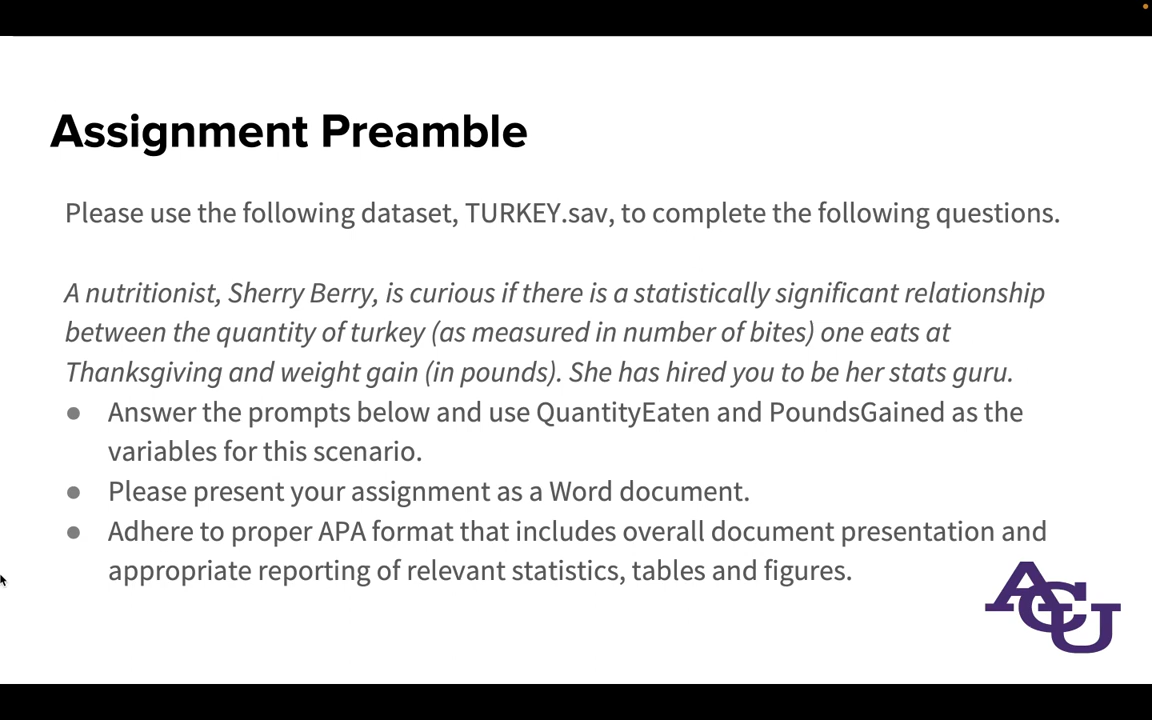 Assignment Preamble
Please use the following dataset, TURKEY.sav, to complete the following questions.
A nutritionist, Sherry Berry, is curious if there is a statistically significant relationship
between the quantity of turkey (as measured in number of bites) one eats at
Thanksgiving and weight gain (in pounds). She has hired you to be her stats guru.
● Answer the prompts below and use QuantityEaten and PoundsGained as the
variables for this scenario.
● Please present your assignment as a Word document.
● Adhere to proper APA format that includes overall document presentation and
appropriate reporting of relevant statistics, tables and figures.
ACU